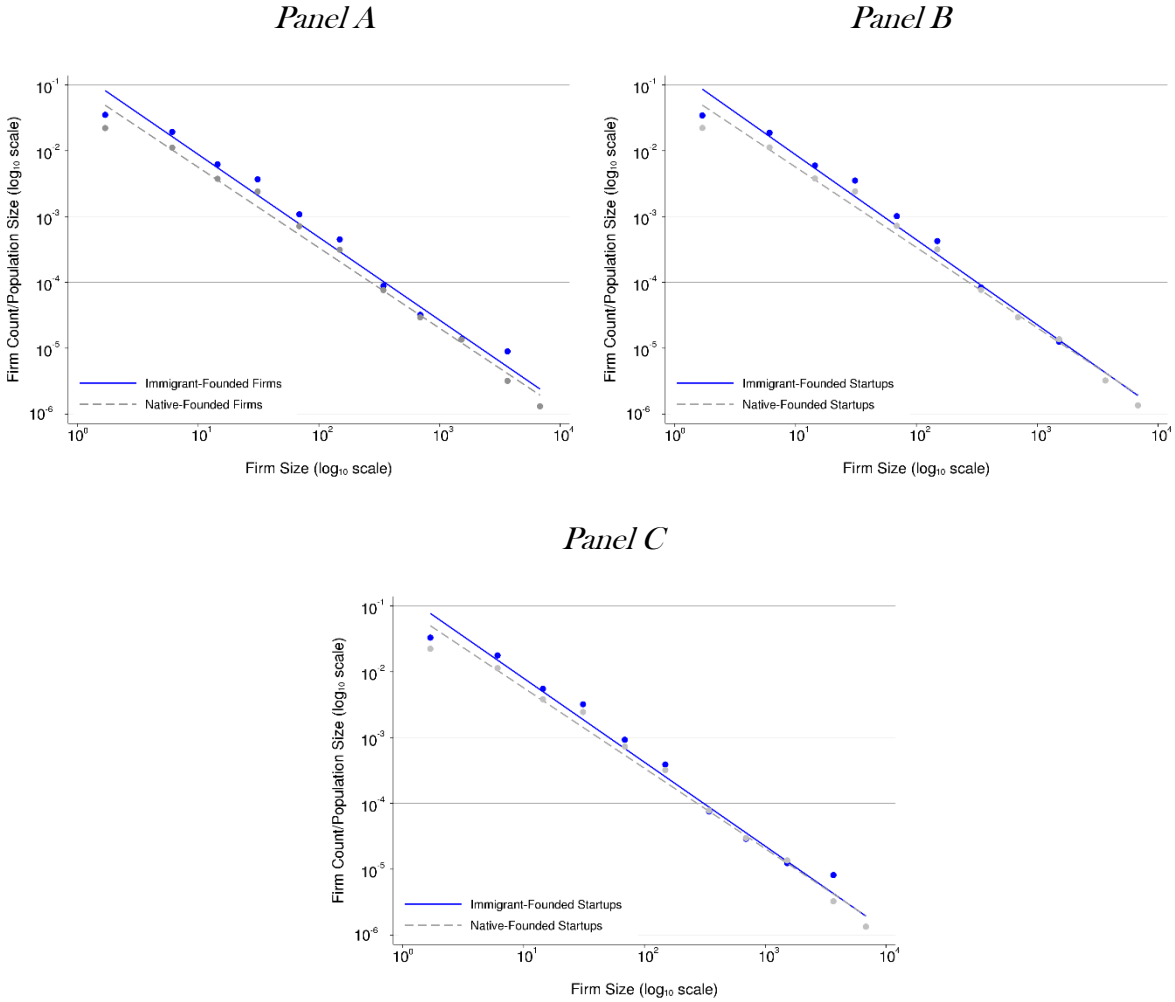 Panel A
Firm Count/Population Size (log₁₀ scale)
10⁻¹
10⁻²
10⁻³
10⁻⁴
10⁻⁵
10⁻⁶
Immigrant-Founded Firms
Native-Founded Firms
10⁰ 10¹ 10² 10³ 10⁴
Firm Size (log₁₀ scale)
Panel B
Firm Count/Population Size (log₁₀ scale)
10⁻¹
10⁻²
10⁻³
10⁻⁴
10⁻⁵
10⁻⁶
Immigrant-Founded Startups
Native-Founded Startups
10⁰ 10¹ 10² 10³ 10⁴
Firm Size (log₁₀ scale)
Panel C
Firm Count/Population Size (log₁₀ scale)
10⁻¹
10⁻²
10⁻³
10⁻⁴
10⁻⁵
10⁻⁶
Immigrant-Founded Startups
Native-Founded Startups
10⁰ 10¹ 10² 10³ 10⁴
Firm Size (log₁₀ scale)